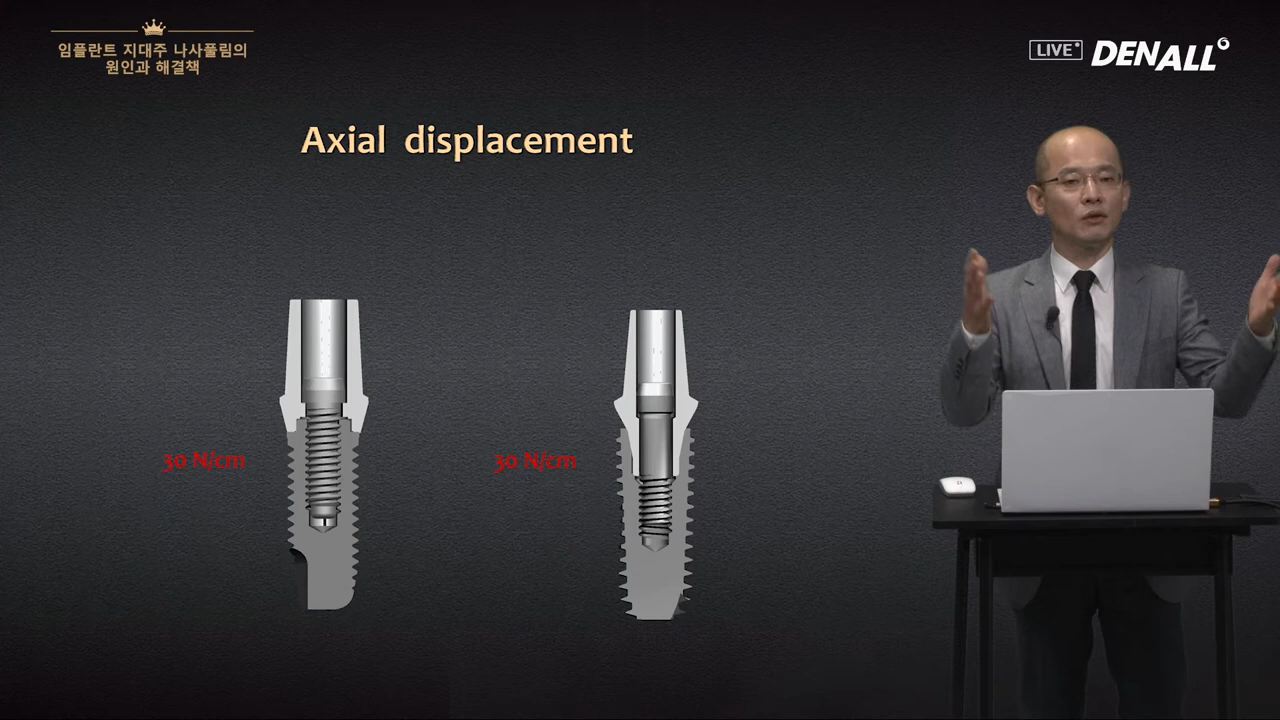 임플란트 지대주 나사풀림의
원인과 해결책
LIVE
DENALL
Axial displacement
30 N/cm
30 N/cm